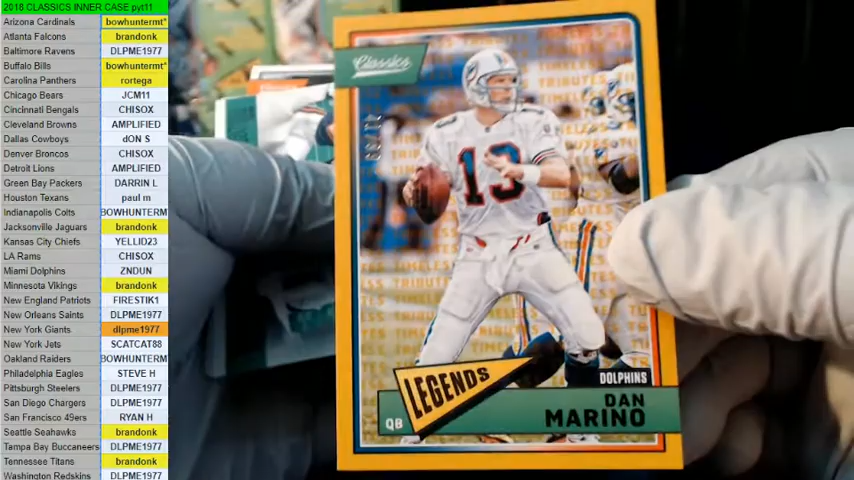 2018 CLASSICS INNER CASE pyt11
Arizona Cardinals bowhuntermt*
Atlanta Falcons brandonk
Baltimore Ravens DLPME1977
Buffalo Bills bowhuntermt*
Carolina Panthers rortega
Chicago Bears JCM11
Cincinnati Bengals CHISOX
Cleveland Browns AMPLIFIED
Dallas Cowboys dON S
Denver Broncos CHISOX
Detroit Lions AMPLIFIED
Green Bay Packers DARRIN L
Houston Texans paul m
Indianapolis Colts BOWHUNTERM
Jacksonville Jaguars brandonk
Kansas City Chiefs YELLID23
LA Rams CHISOX
Miami Dolphins ZNDUN
Minnesota Vikings brandonk
New England Patriots FIRESTIK1
New Orleans Saints DLPME1977
New York Giants dlpme1977
New York Jets SCATCAT88
Oakland Raiders BOWHUNTERM
Philadelphia Eagles STEVE H
Pittsburgh Steelers DLPME1977
San Diego Chargers DLPME1977
San Francisco 49ers RYAN H
Seattle Seahawks brandonk
Tampa Bay Buccaneers DLPME1977
Tennessee Titans brandonk
Washington Redskins DLPME1977
Classics
TIMELESS
TRIBUTES
13
LEGENDS
DOLPHINS
QB
DAN
MARINO